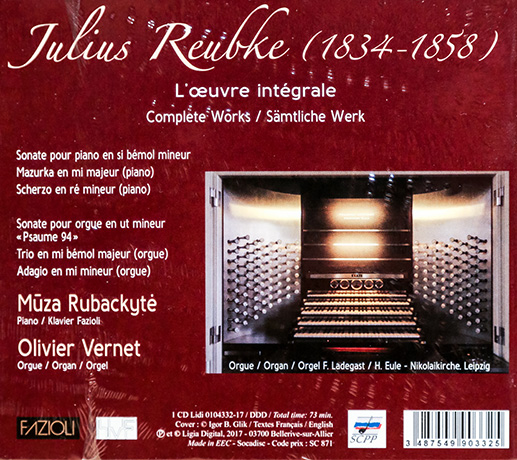 Julius Reubke (1834-1858)
L'œuvre intégrale
Complete Works / Sämtliche Werk
Sonate pour piano en si bémol mineur
Mazurka en mi majeur (piano)
Scherzo en ré mineur (piano)
Sonate pour orgue en ut mineur
«Psaume 94»
Trio en mi bémol majeur (orgue)
Adagio en mi mineur (orgue)
Mūza Rubackytė
Piano / Klavier Fazioli
Olivier Vernet
Orgue / Organ / Orgel
Orgue / Organ / Orgel F. Ladegast / H. Eule - Nikolaikirche, Leipzig
FAZIOLI
1 CD Lidi 0104332-17 / DDD / Total time: 73 min.
Cover : © Igor B. Glik / Textes Français / English
℗ et © Ligia Digital, 2017 - 03700 Bellerive-sur-Allier
Made in EEC - Socadisc - Code prix : SC 871
SCPP
3 487549 903325